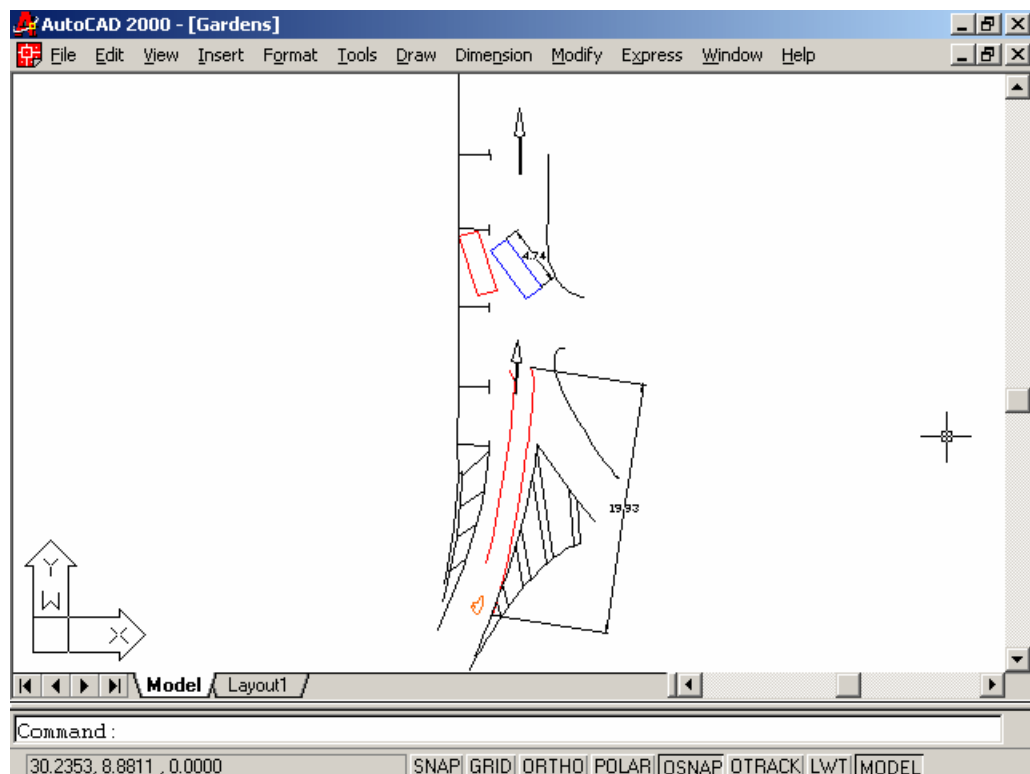 AutoCAD 2000 - [Gardens]
File Edit View Insert Format Tools Draw Dimension Modify Express Window Help
4.74
19.93
Y
W
X
Model Layout1
Command:
30.2353, 8.8811 , 0.0000 SNAP GRID ORTHO POLAR OSNAP OTRACK LWT MODEL